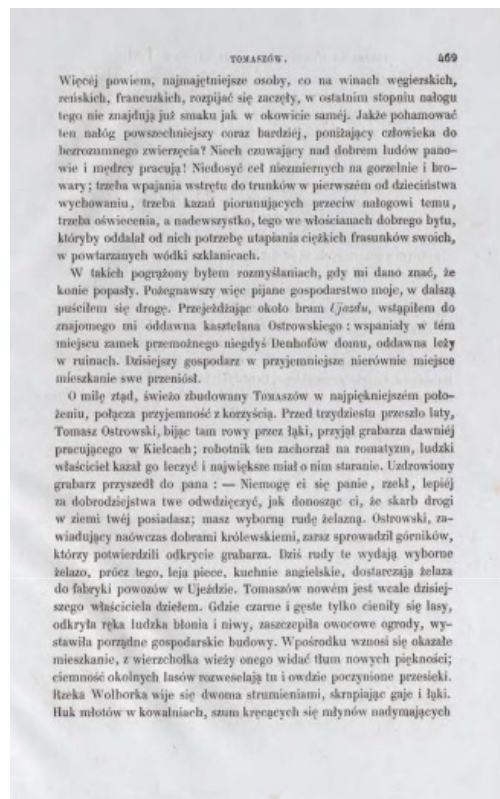 TOMASZÓW. 469
Więcéj powiem, najmajętniejsze osoby, co na winach węgierskich,
reńskich, francuzkich, rozpijać się zaczęły, w ostatnim stopniu nałogu
tego nie znajdują już smaku jak w okowicie saméj. Jakże pohamować
ten nałóg powszechniejszy coraz bardziéj, poniżający człowieka do
bezrozumnego zwierzęcia? Niech czuwający nad dobrem ludów pano-
wie i mędrcy pracują! Niedosyć ceł niezmiernych na gorzelnie i bro-
wary; trzeba wpajania wstrętu do trunków w pierwszém od dzieciństwa
wychowaniu, trzeba kazań piorunujących przeciw nałogowi temu,
trzeba oświecenia, a nadewszystko, tego we włościanach dobrego bytu,
któryby oddalał od nich potrzebę utapiania ciężkich frasunków swoich,
w powtarzanych wódki szklanicach.
W takich pogrążony byłem rozmyślaniach, gdy mi dano znać, że
konie popasły. Pożegnawszy więc pijane gospodarstwo moje, w dalszą
puściłem się drogę. Przejeżdżając około bram Ujazdu, wstąpiłem do
znajomego mi oddawna kasztelana Ostrowskiego : wspaniały w tém
miejscu zamek przemożnego niegdyś Denhofów domu, oddawna leży
w ruinach. Dzisiejszy gospodarz w przyjemniejsze nierównie miejsce
mieszkanie swe przeniósł.
O milę ztąd, świeżo zbudowany Tomaszów w najpiękniejszém poło-
żeniu, połącza przyjemność z korzyścią. Przed trzydziestu przeszło laty,
Tomasz Ostrowski, bijąc tam rowy przez łąki, przyjął grabarza dawniéj
pracującego w Kielcach; robotnik ten zachorzał na romatyzm, ludzki
właściciel kazał go leczyć i największe miał o nim staranie. Uzdrowiony
grabarz przyszedł do pana : — Niemogę ci się panie, rzekł, lepiéj
za dobrodziejstwa twe odwdzięczyć, jak donosząc ci, że skarb drogi
w ziemi twéj posiadasz; masz wyborną rudę żelazną. Ostrowski, za-
wiadujący naówczas dobrami królewskiemi, zaraz sprowadził górników,
którzy potwierdzili odkrycie grabarza. Dziś rudy te wydają wyborne
żelazo, prócz tego, leją piece, kuchnie angielskie, dostarczają żelaza
do fabryki powozów w Ujeździe. Tomaszów nowém jest wcale dzisiej-
szego właściciela dziełem. Gdzie czarne i gęste tylko cieniły się lasy,
odkryła ręka ludzka błonia i niwy, zaszczepiła owocowe ogrody, wy-
stawiła porządne gospodarskie budowy. Wpośrodku wznosi się okazałe
mieszkanie, z wierzchołka wieży onego widać tłum nowych piękności;
ciemność okolnych lasów rozweselają tu i owdzie poczynione przesieki.
Rzeka Wolborka wije się dwoma strumieniami, skrapiając gaje i łąki.
Huk młotów w kowalniach, szum kręcących się młynów nadymających